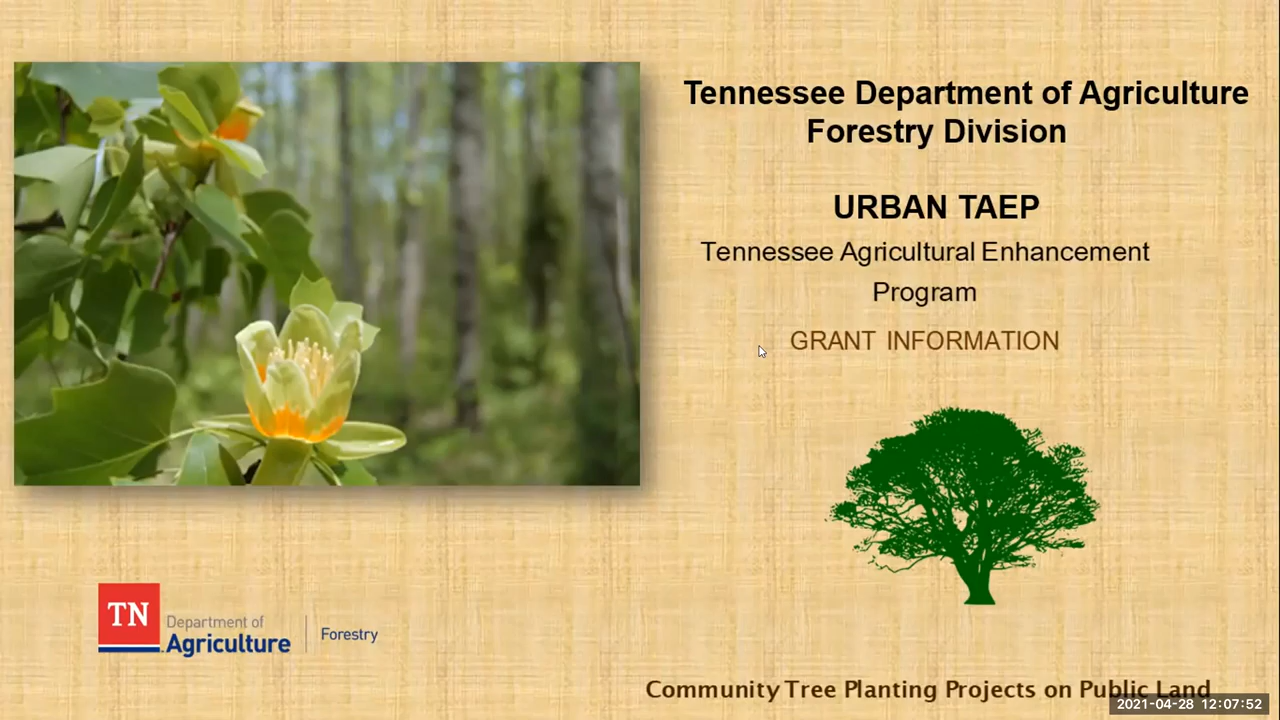 Tennessee Department of Agriculture
Forestry Division
URBAN TAEP
Tennessee Agricultural Enhancement
Program
GRANT INFORMATION
TN
Department of
Agriculture
Forestry
Community Tree Planting Projects on Public Land
2021-04-28 12:07:52